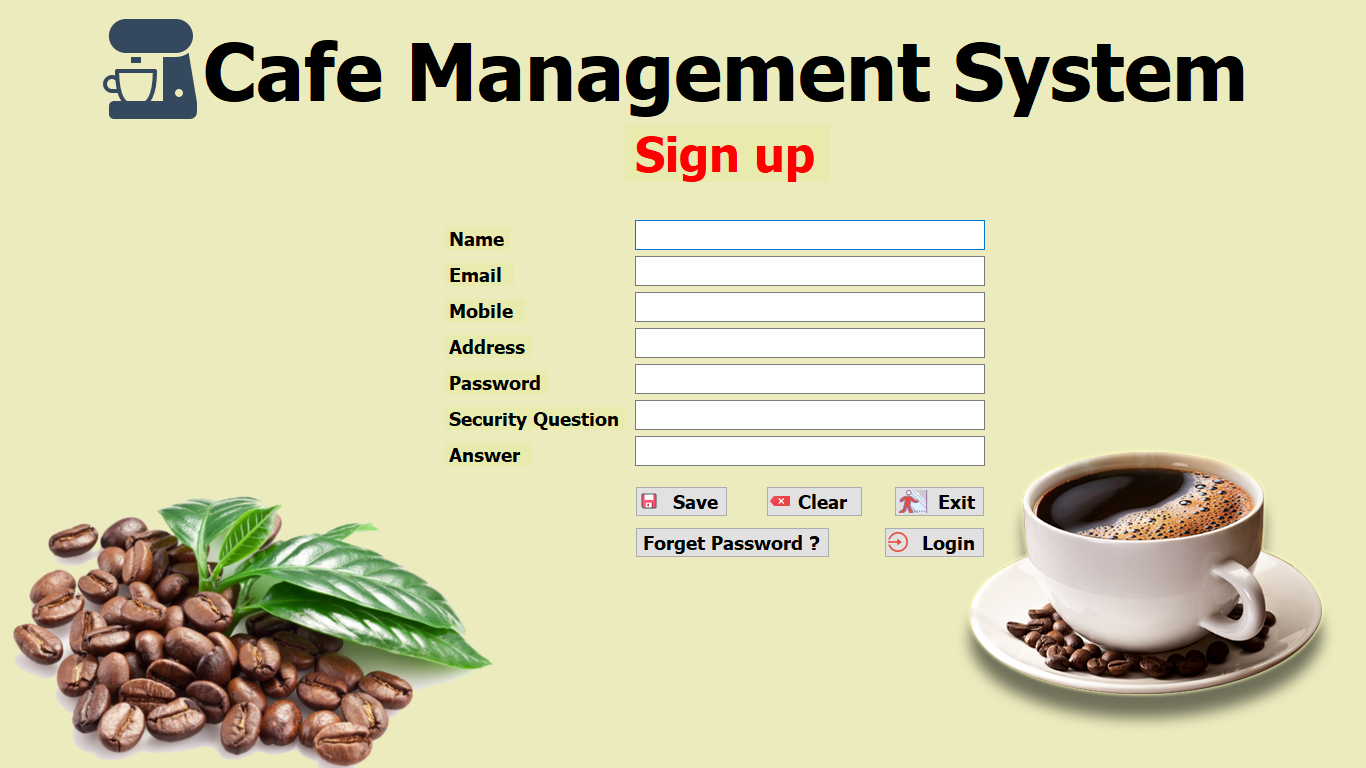 Cafe Management System
Sign up
Name
Email
Mobile
Address
Password
Security Question
Answer
Save Clear Exit
Forget Password ? Login